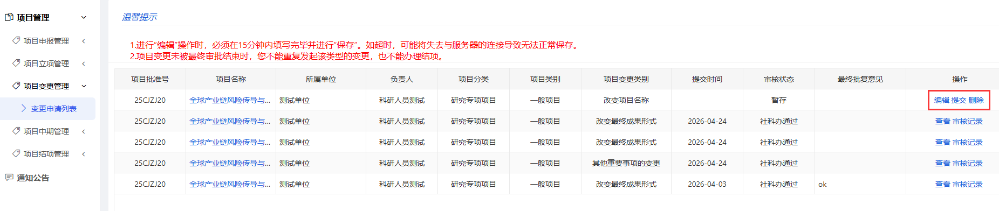 项目管理
项目申报管理
项目立项管理
项目变更管理
变更申请列表
项目中期管理
项目结项管理
通知公告
温馨提示
1.进行“编辑”操作时，必须在15分钟内填写完毕并进行“保存”。如超时，可能将失去与服务器的连接导致无法正常保存。
2.项目变更未被最终审批结束时，您不能重复发起该类型的变更，也不能办理结项。
项目批准号 项目名称 所属单位 负责人 项目分类 项目类别 项目变更类别 提交时间 审核状态 最终批复意见 操作
25CJZJ20 全球产业链风险传导与... 测试单位 科研人员测试 研究专项项目 一般项目 改变项目名称 暂存 编辑 提交 删除
25CJZJ20 全球产业链风险传导与... 测试单位 科研人员测试 研究专项项目 一般项目 改变最终成果形式 2026-04-24 社科办通过 查看 审核记录
25CJZJ20 全球产业链风险传导与... 测试单位 科研人员测试 研究专项项目 一般项目 改变最终成果形式 2026-04-24 社科办通过 查看 审核记录
25CJZJ20 全球产业链风险传导与... 测试单位 科研人员测试 研究专项项目 一般项目 其他重要事项的变更 2026-04-24 社科办通过 查看 审核记录
25CJZJ20 全球产业链风险传导与... 测试单位 科研人员测试 研究专项项目 一般项目 改变最终成果形式 2026-04-03 社科办通过 ok 查看 审核记录